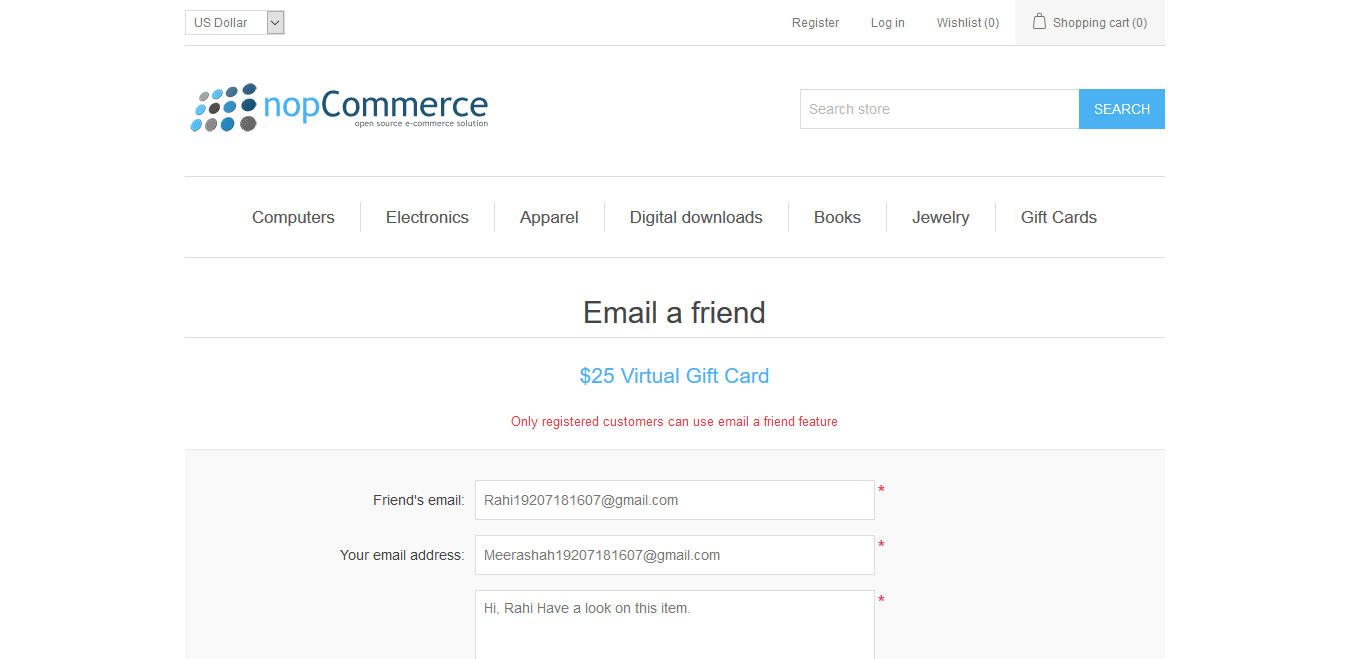 US Dollar
Register
Log in
Wishlist (0)
Shopping cart (0)
nopCommerce
open source e-commerce solution
Search store
SEARCH
Computers
Electronics
Apparel
Digital downloads
Books
Jewelry
Gift Cards
Email a friend
$25 Virtual Gift Card
Only registered customers can use email a friend feature
Friend's email: Rahi19207181607@gmail.com *
Your email address: Meerashah19207181607@gmail.com *
Hi, Rahi Have a look on this item. *